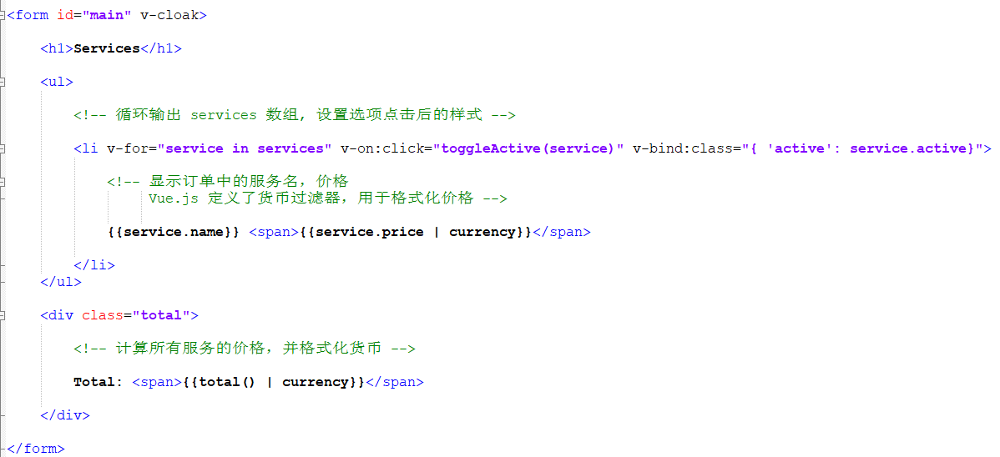 <form id="main" v-cloak>
<h1>Services</h1>
<ul>
<!-- 循环输出 services 数组, 设置选项点击后的样式 -->
<li v-for="service in services" v-on:click="toggleActive(service)" v-bind:class="{ 'active': service.active}">
<!-- 显示订单中的服务名，价格
Vue.js 定义了货币过滤器，用于格式化价格 -->
{{service.name}} <span>{{service.price | currency}}</span>
</li>
</ul>
<div class="total">
<!-- 计算所有服务的价格，并格式化货币 -->
Total: <span>{{total() | currency}}</span>
</div>
</form>